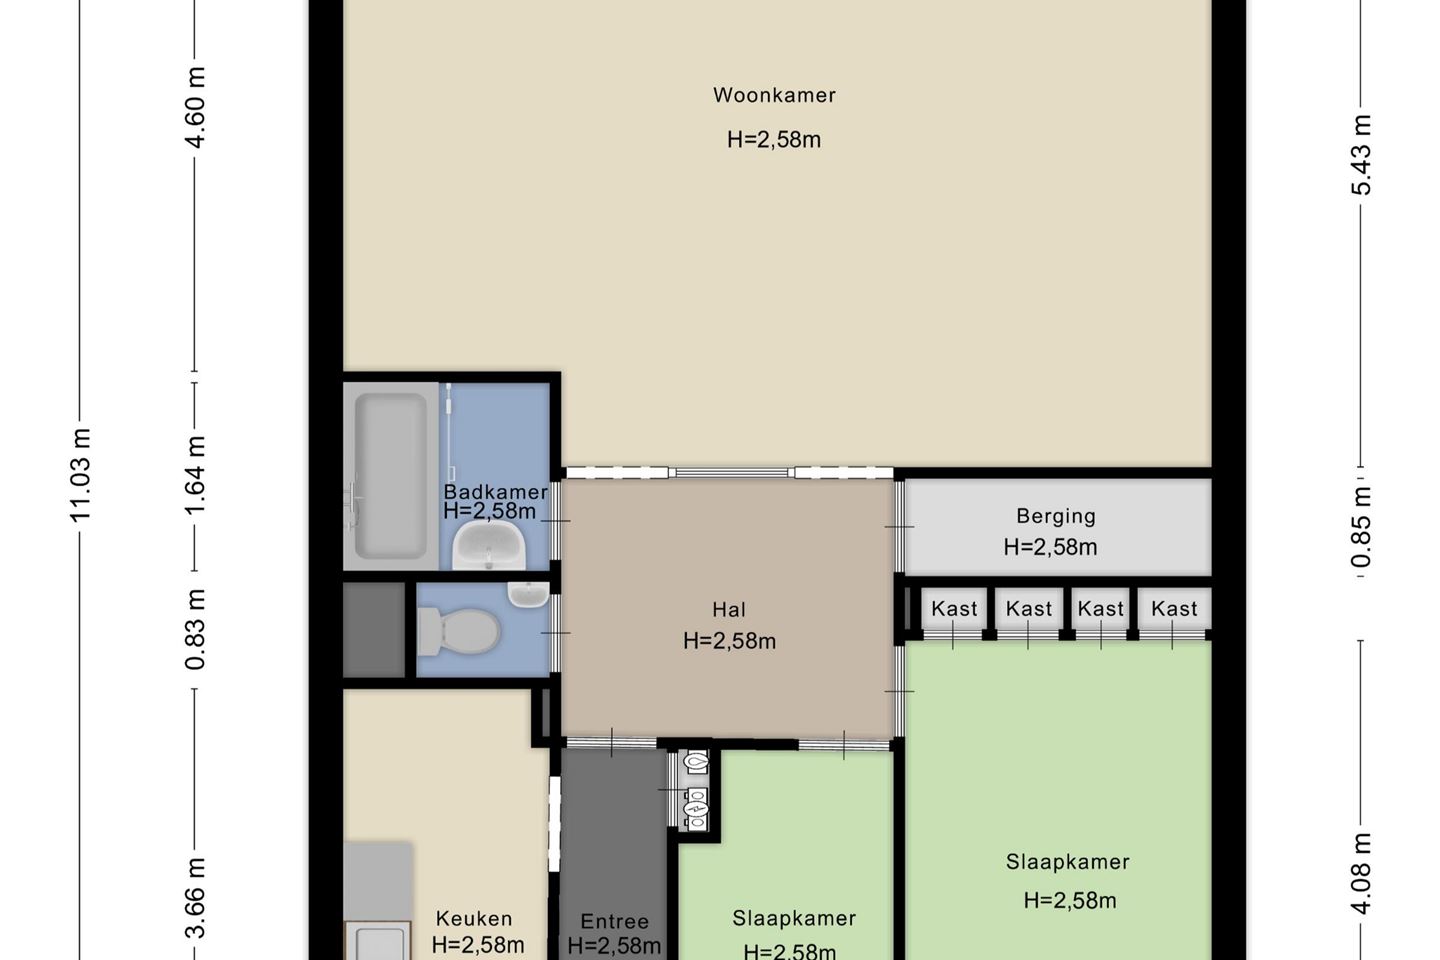 Woonkamer
H=2,58m
4.60 m
5.43 m
11.03 m
1.64 m
Badkamer
H=2,58m
Berging
H=2,58m
0.85 m
0.83 m
Hal
H=2,58m
Kast
Kast
Kast
Kast
Slaapkamer
H=2,58m
4.08 m
3.66 m
Keuken
H=2,58m
Entree
H=2,58m
Slaapkamer
H=2,58m